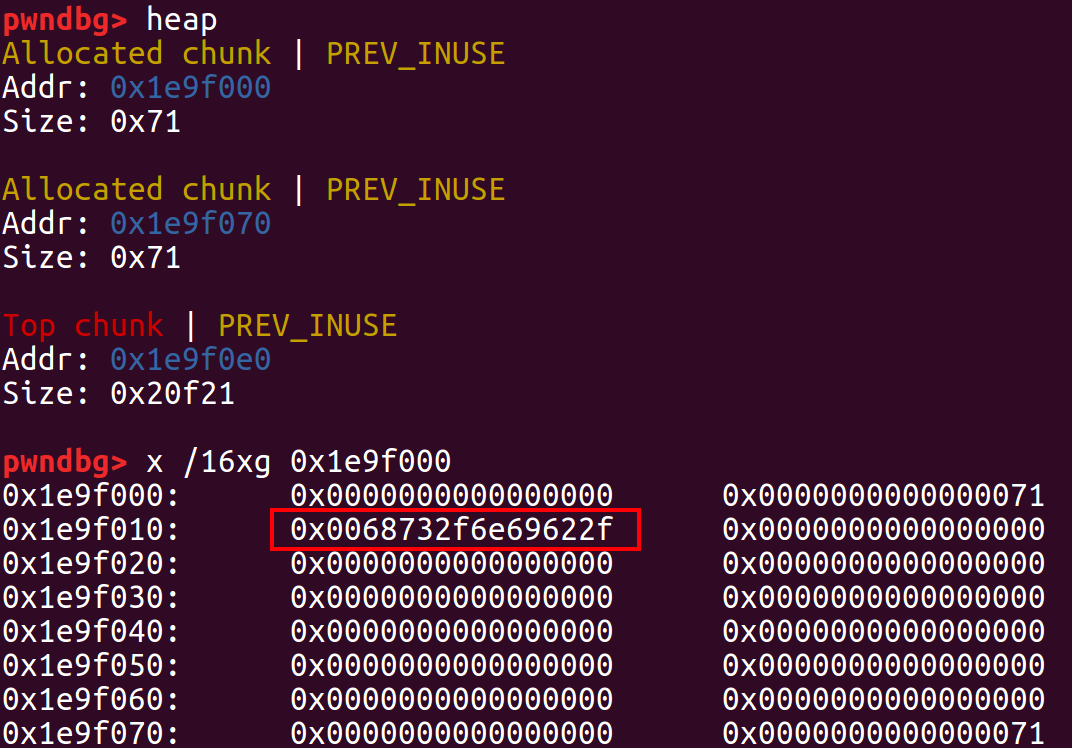 pwndbg> heap
Allocated chunk | PREV_INUSE
Addr: 0x1e9f000
Size: 0x71
Allocated chunk | PREV_INUSE
Addr: 0x1e9f070
Size: 0x71
Top chunk | PREV_INUSE
Addr: 0x1e9f0e0
Size: 0x20f21
pwndbg> x /16xg 0x1e9f000
0x1e9f000: 0x0000000000000000 0x0000000000000071
0x1e9f010: 0x0068732f6e69622f 0x0000000000000000
0x1e9f020: 0x0000000000000000 0x0000000000000000
0x1e9f030: 0x0000000000000000 0x0000000000000000
0x1e9f040: 0x0000000000000000 0x0000000000000000
0x1e9f050: 0x0000000000000000 0x0000000000000000
0x1e9f060: 0x0000000000000000 0x0000000000000000
0x1e9f070: 0x0000000000000000 0x0000000000000071